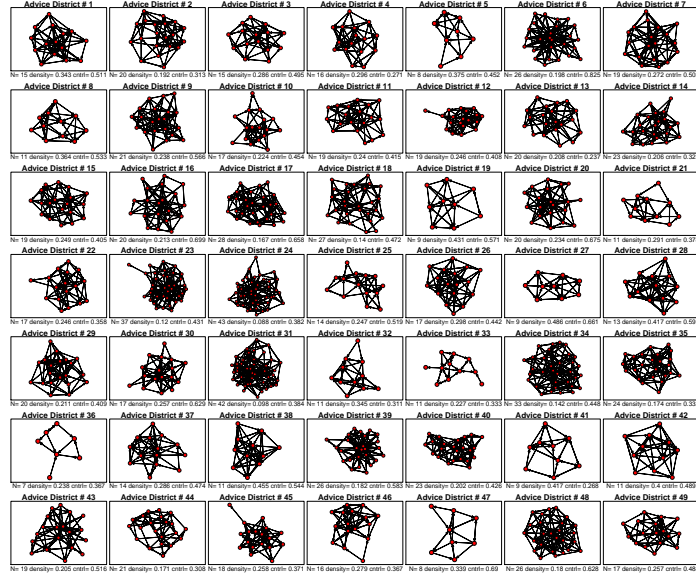 Advice District # 1 Advice District # 2 Advice District # 3 Advice District # 4 Advice District # 5 Advice District # 6 Advice District # 7
N= 15 density= 0.343 cntrl= 0.511 N= 20 density= 0.192 cntrl= 0.313 N= 15 density= 0.286 cntrl= 0.495 N= 16 density= 0.296 cntrl= 0.271 N= 8 density= 0.375 cntrl= 0.452 N= 26 density= 0.198 cntrl= 0.825 N= 19 density= 0.272 cntrl= 0.55
Advice District # 8 Advice District # 9 Advice District # 10 Advice District # 11 Advice District # 12 Advice District # 13 Advice District # 14
N= 11 density= 0.364 cntrl= 0.533 N= 21 density= 0.238 cntrl= 0.566 N= 17 density= 0.224 cntrl= 0.454 N= 19 density= 0.24 cntrl= 0.415 N= 19 density= 0.246 cntrl= 0.408 N= 20 density= 0.208 cntrl= 0.237 N= 23 density= 0.206 cntrl= 0.32
Advice District # 15 Advice District # 16 Advice District # 17 Advice District # 18 Advice District # 19 Advice District # 20 Advice District # 21
N= 19 density= 0.249 cntrl= 0.405 N= 20 density= 0.213 cntrl= 0.699 N= 28 density= 0.167 cntrl= 0.658 N= 27 density= 0.14 cntrl= 0.472 N= 9 density= 0.431 cntrl= 0.571 N= 20 density= 0.234 cntrl= 0.675 N= 11 density= 0.291 cntrl= 0.37
Advice District # 22 Advice District # 23 Advice District # 24 Advice District # 25 Advice District # 26 Advice District # 27 Advice District # 28
N= 17 density= 0.246 cntrl= 0.358 N= 37 density= 0.12 cntrl= 0.431 N= 43 density= 0.088 cntrl= 0.382 N= 14 density= 0.247 cntrl= 0.519 N= 17 density= 0.298 cntrl= 0.442 N= 9 density= 0.486 cntrl= 0.661 N= 13 density= 0.417 cntrl= 0.59
Advice District # 29 Advice District # 30 Advice District # 31 Advice District # 32 Advice District # 33 Advice District # 34 Advice District # 35
N= 20 density= 0.211 cntrl= 0.409 N= 17 density= 0.257 cntrl= 0.629 N= 42 density= 0.098 cntrl= 0.384 N= 11 density= 0.345 cntrl= 0.311 N= 11 density= 0.227 cntrl= 0.333 N= 33 density= 0.142 cntrl= 0.448 N= 24 density= 0.174 cntrl= 0.33
Advice District # 36 Advice District # 37 Advice District # 38 Advice District # 39 Advice District # 40 Advice District # 41 Advice District # 42
N= 7 density= 0.238 cntrl= 0.367 N= 14 density= 0.286 cntrl= 0.474 N= 11 density= 0.455 cntrl= 0.544 N= 26 density= 0.182 cntrl= 0.583 N= 23 density= 0.202 cntrl= 0.426 N= 9 density= 0.417 cntrl= 0.268 N= 11 density= 0.4 cntrl= 0.489
Advice District # 43 Advice District # 44 Advice District # 45 Advice District # 46 Advice District # 47 Advice District # 48 Advice District # 49
N= 19 density= 0.205 cntrl= 0.516 N= 21 density= 0.171 cntrl= 0.308 N= 18 density= 0.258 cntrl= 0.371 N= 16 density= 0.279 cntrl= 0.367 N= 8 density= 0.339 cntrl= 0.69 N= 26 density= 0.18 cntrl= 0.628 N= 17 density= 0.257 cntrl= 0.48